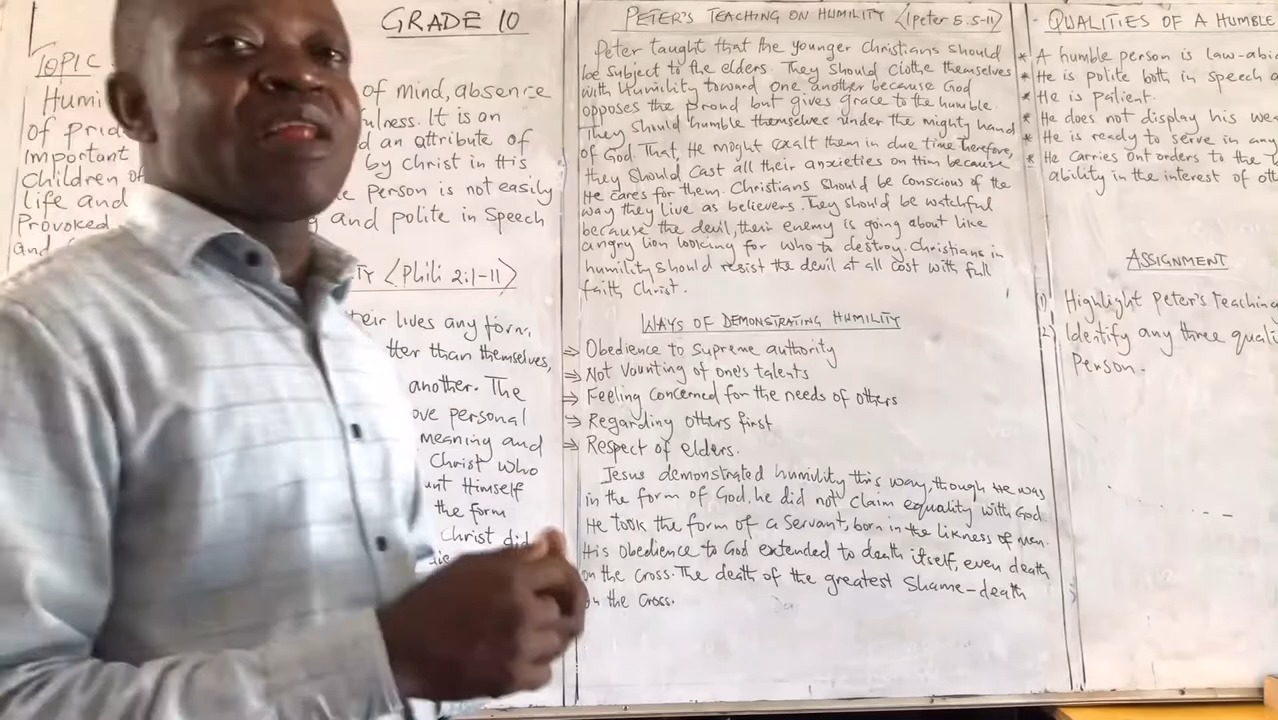 GRADE 10
TOPIC
Humi of mind, absence
of prid ulness. It is an
important d an attribute of
Children of by Christ in His
life and e Person is not easily
Provoked g and polite in Speech
and
TY <Phili 2:1-11>
their lives any form,
tter than themselves,
another. The
ove personal
meaning and
Christ who
unt Himself
the form
Christ did
PETER'S TEACHING ON HUMILITY <1 Peter 5:5-11>
Peter taught that the younger Christians should
be subject to the elders. They should clothe themselves
with Humility toward one another because God
opposes the proud but gives grace to the humble.
They should humble themselves under the mighty hand
of God. That, He moght exalt them in due time. Therefore,
they should cast all their anxieties on Him because
He cares for them. Christians should be conscious of the
way they live as believers. They should be watchful
because the devil, their enemy is going about like
angry lion looking for who to destroy. Christians in
humility should resist the devil at all cost with full
faith Christ.
WAYS OF DEMONSTRATING HUMILITY
⇒ Obedience to Supreme authority
⇒ Not Vaunting of one's talents
⇒ Feeling Concerned for the needs of others
⇒ Regarding others first
⇒ Respect of elders.
Jesus demonstrated humility this way, though He was
in the form of God, he did not claim equality with God
He took the form of a Servant, born in the likness of men.
His Obedience to God extended to death itself, even death
on the Cross. The death of the greatest Shame-death
on the Cross.
QUALITIES OF A HUMBLE
* A humble person is law-abi
* He is polite both in speech a
* He is Patient.
* He does not display his wea
* He is ready to serve in any
* He carries out orders to the
ability in the interest of oth
ASSIGNMENT
1) Highlight Peter's Teaching
2) Identify any three quali
Person.